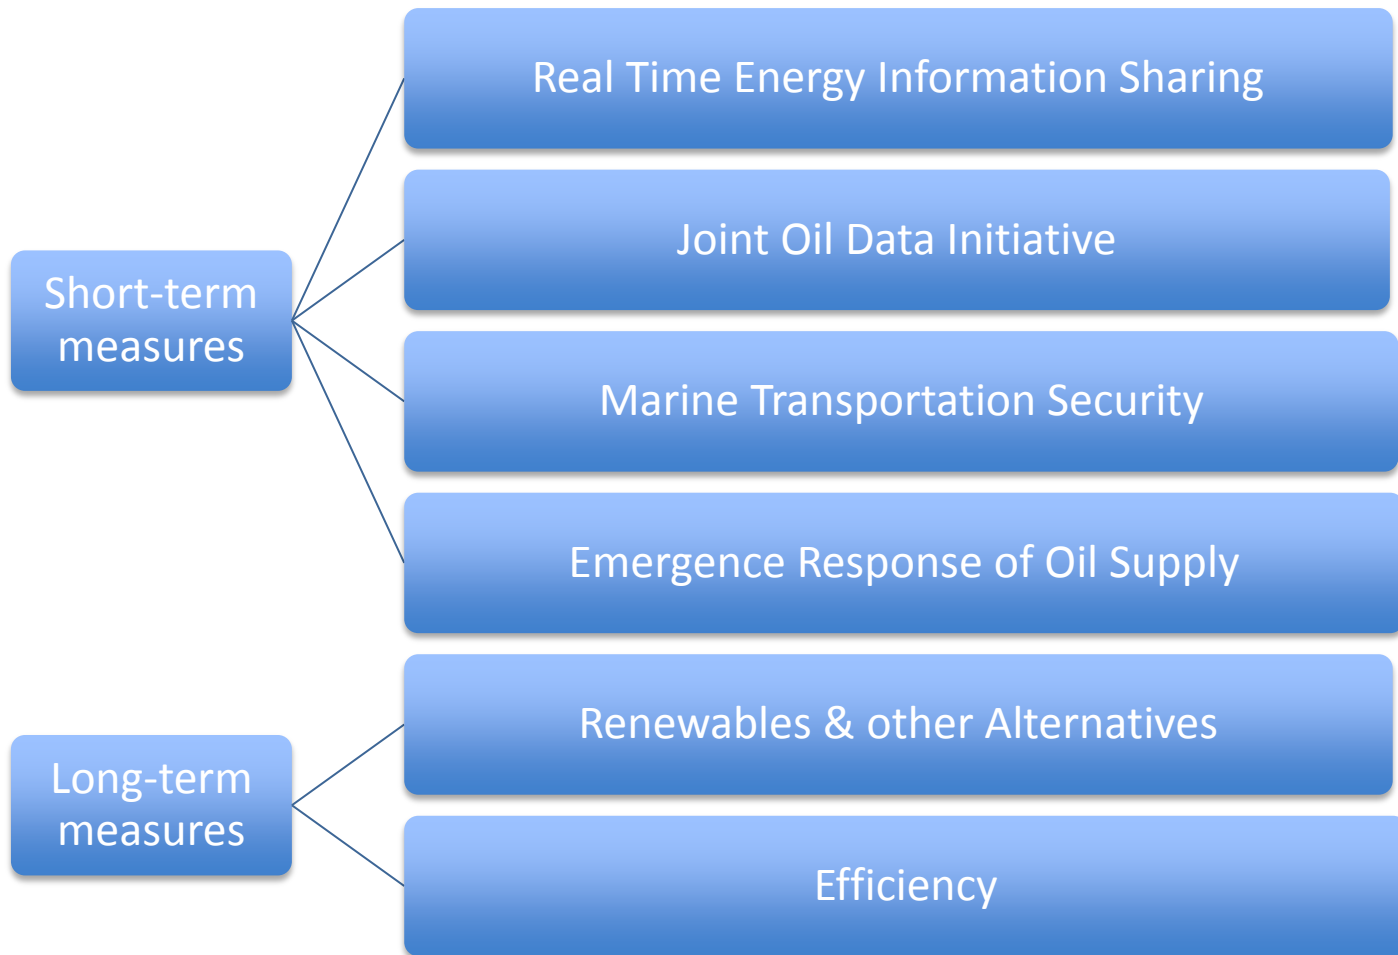 Real Time Energy Information Sharing
Joint Oil Data Initiative
Short-term
measures
Marine Transportation Security
Emergence Response of Oil Supply
Renewables & other Alternatives
Long-term
measures
Efficiency